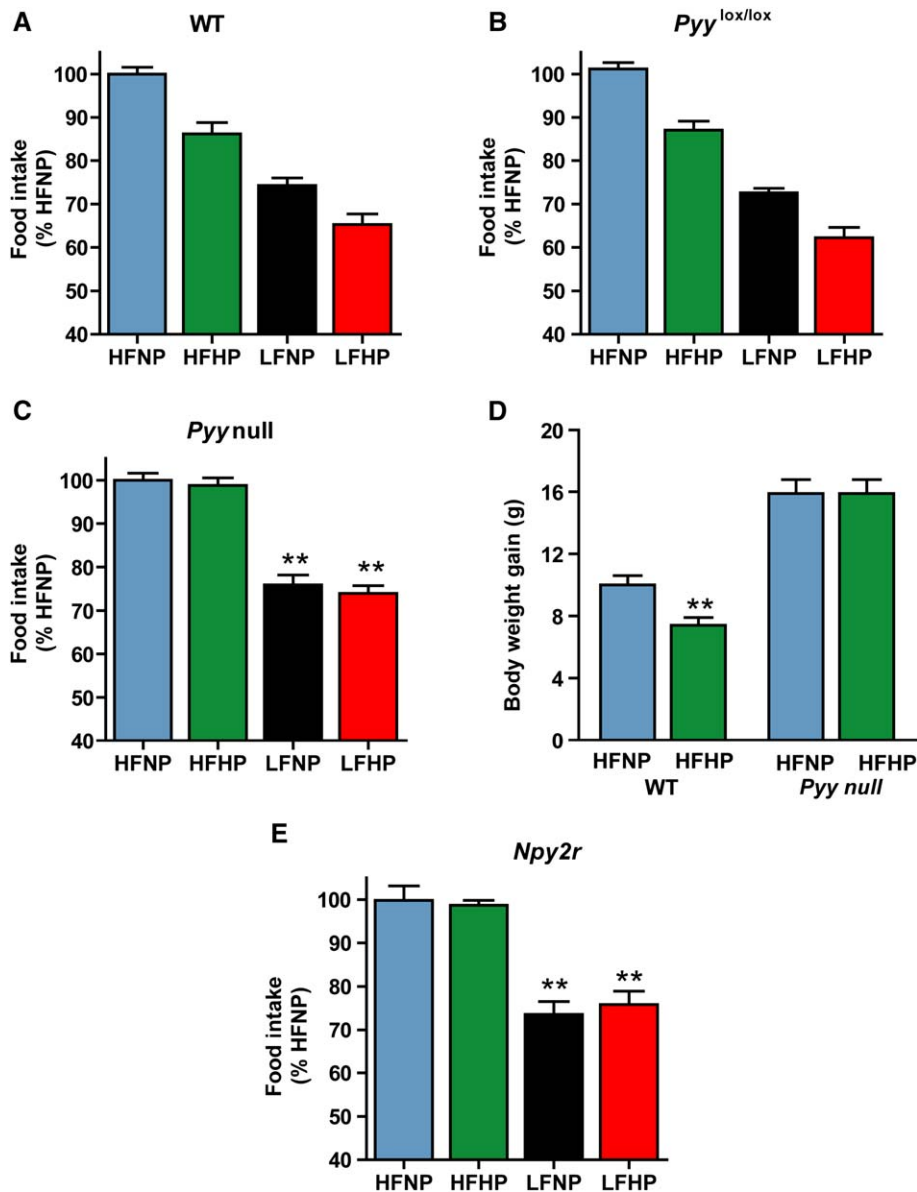 A
WT
Food intake
(% HFNP)
100
90
80
70
60
50
40
HFNP HFHP LFNP LFHP
B
Pyy lox/lox
Food intake
(% HFNP)
100
90
80
70
60
50
40
HFNP HFHP LFNP LFHP
C
Pyy null
Food intake
(% HFNP)
100
90
80
70
60
50
40
** **
HFNP HFHP LFNP LFHP
D
Body weight gain (g)
20
16
12
8
4
0
**
HFNP HFHP HFNP HFHP
WT Pyy null
E
Npy2r
Food intake
(% HFNP)
100
90
80
70
60
50
40
** **
HFNP HFHP LFNP LFHP